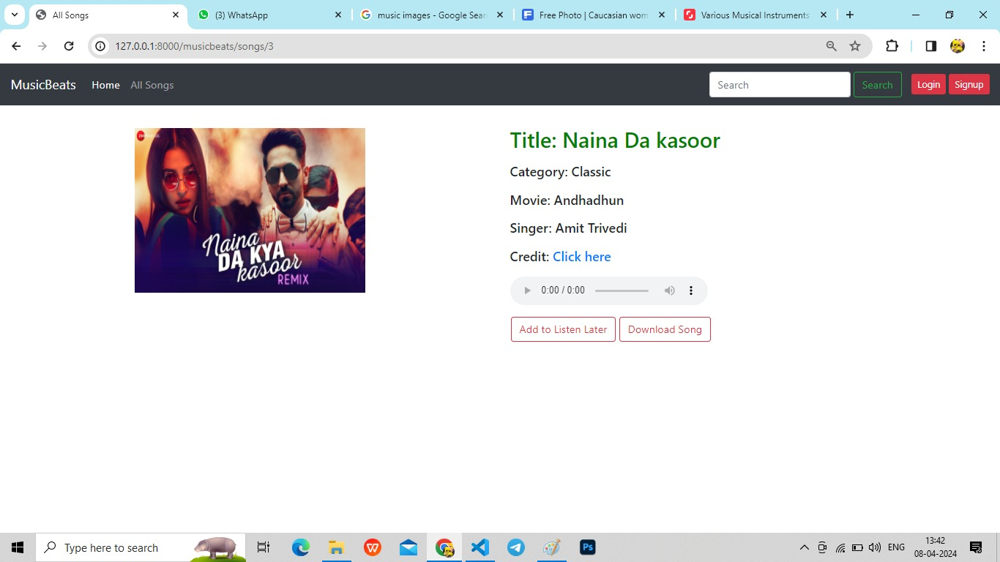 All Songs
(3) WhatsApp
music images - Google Sear
Free Photo | Caucasian wom
Various Musical Instruments
127.0.0.1:8000/musicbeats/songs/3
MusicBeats
Home
All Songs
Search
Search
Login
Signup
Naina
DA KYA
kasoor
REMIX
Title: Naina Da kasoor
Category: Classic
Movie: Andhadhun
Singer: Amit Trivedi
Credit: Click here
0:00 / 0:00
Add to Listen Later
Download Song
Type here to search
W
Ps
ENG
13:42
08-04-2024